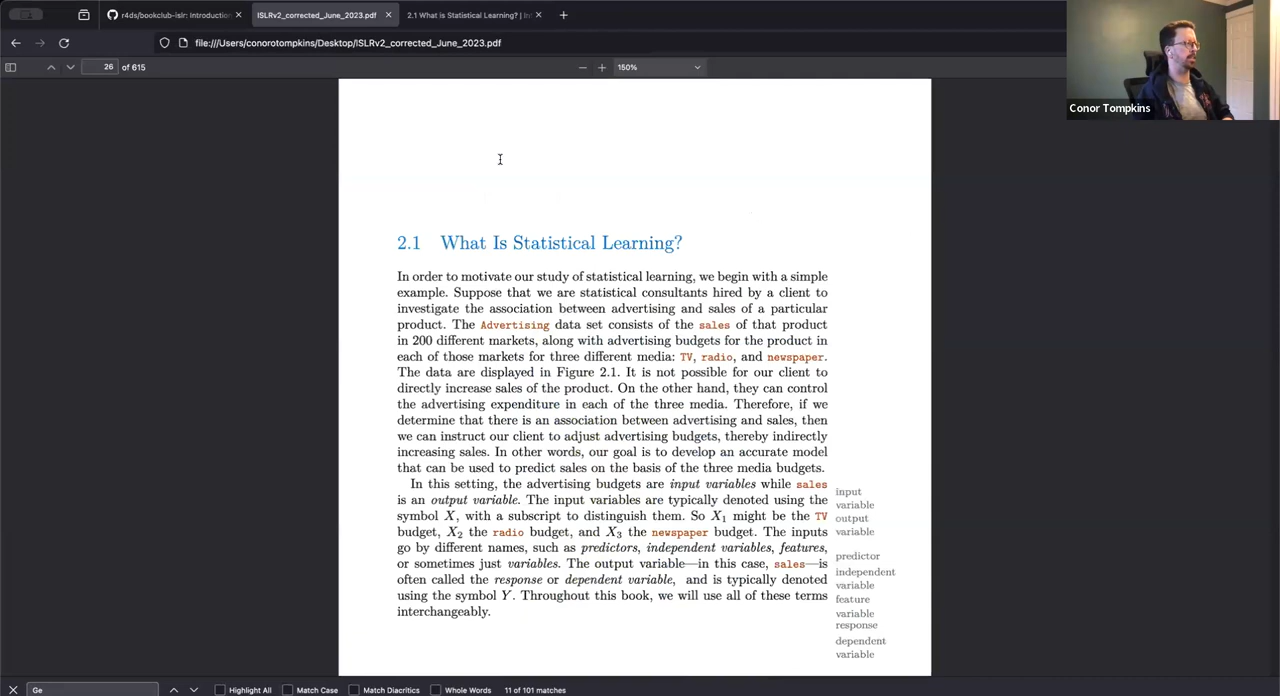 r4ds/bookclub-islr: Introduction
ISLRv2_corrected_June_2023.pdf
2.1 What is Statistical Learning? | In
file:///Users/conorotompkins/Desktop/ISLRv2_corrected_June_2023.pdf
26 of 615
150%
Conor Tompkins
2.1 What Is Statistical Learning?
In order to motivate our study of statistical learning, we begin with a simple
example. Suppose that we are statistical consultants hired by a client to
investigate the association between advertising and sales of a particular
product. The Advertising data set consists of the sales of that product
in 200 different markets, along with advertising budgets for the product in
each of those markets for three different media: TV, radio, and newspaper.
The data are displayed in Figure 2.1. It is not possible for our client to
directly increase sales of the product. On the other hand, they can control
the advertising expenditure in each of the three media. Therefore, if we
determine that there is an association between advertising and sales, then
we can instruct our client to adjust advertising budgets, thereby indirectly
increasing sales. In other words, our goal is to develop an accurate model
that can be used to predict sales on the basis of the three media budgets.
In this setting, the advertising budgets are input variables while sales
is an output variable. The input variables are typically denoted using the
symbol X, with a subscript to distinguish them. So X₁ might be the TV
budget, X₂ the radio budget, and X₃ the newspaper budget. The inputs
go by different names, such as predictors, independent variables, features,
or sometimes just variables. The output variable—in this case, sales—is
often called the response or dependent variable, and is typically denoted
using the symbol Y. Throughout this book, we will use all of these terms
interchangeably.
input
variable
output
variable
predictor
independent
variable
feature
variable
response
dependent
variable
Ge
Highlight All
Match Case
Match Diacritics
Whole Words
11 of 101 matches